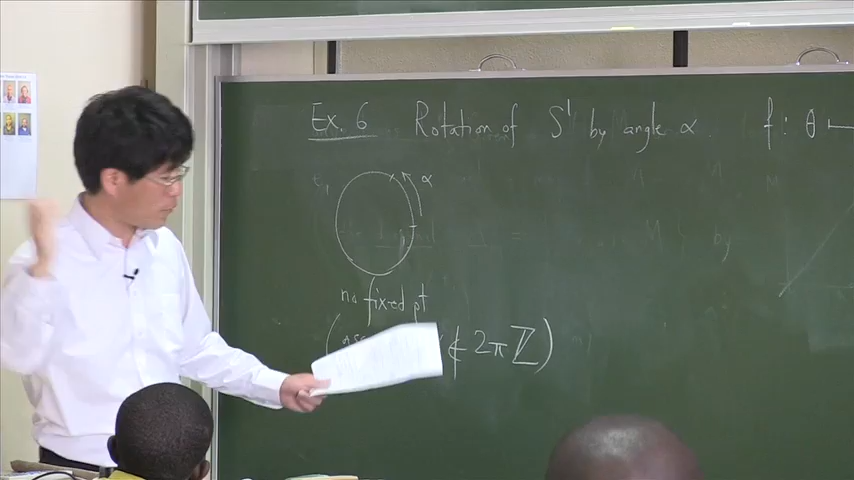 Ex. 6 Rotation of S¹ by angle α f: θ ↦
α
no fixed pt
∉ 2πℤ)